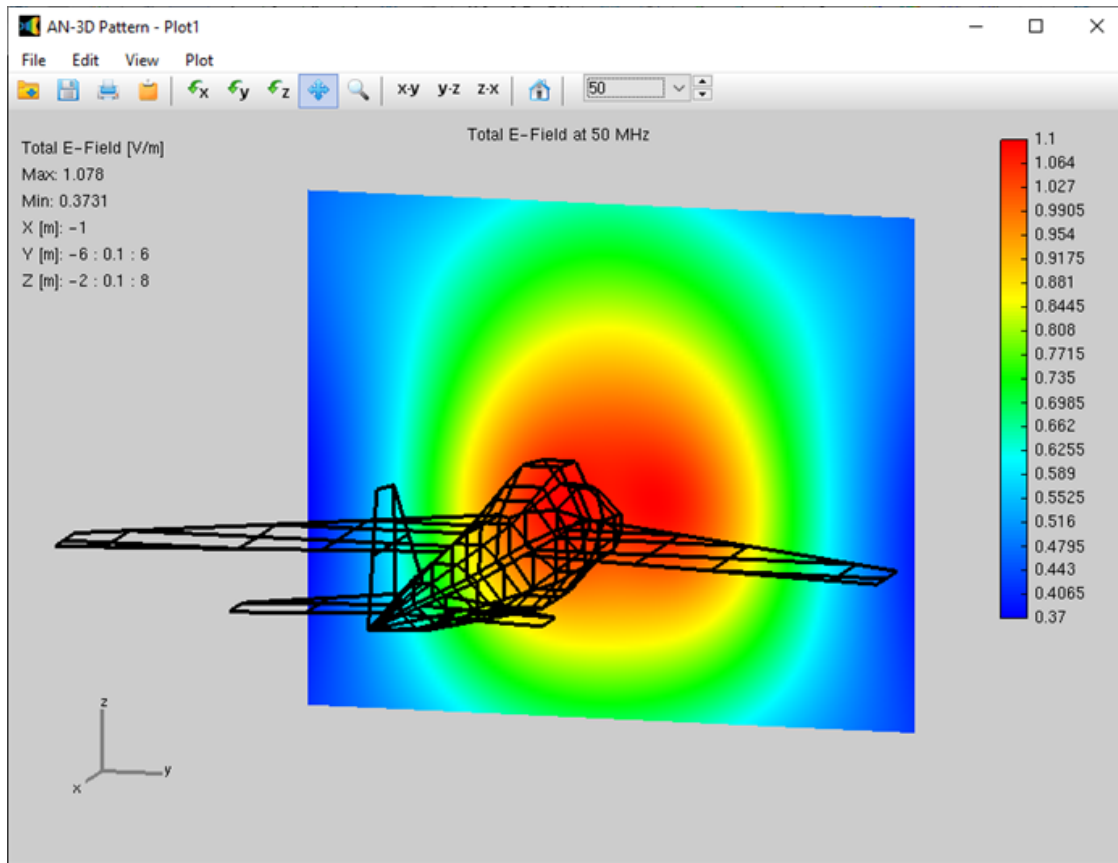 AN-3D Pattern - Plot1
File Edit View Plot
x y z x-y y-z z-x 50
Total E-Field at 50 MHz
Total E-Field [V/m]
Max: 1.078
Min: 0.3731
X [m]: -1
Y [m]: -6 : 0.1 : 6
Z [m]: -2 : 0.1 : 8
1.1
1.064
1.027
0.9905
0.954
0.9175
0.881
0.8445
0.808
0.7715
0.735
0.6985
0.662
0.6255
0.589
0.5525
0.516
0.4795
0.443
0.4065
0.37
z
y
x